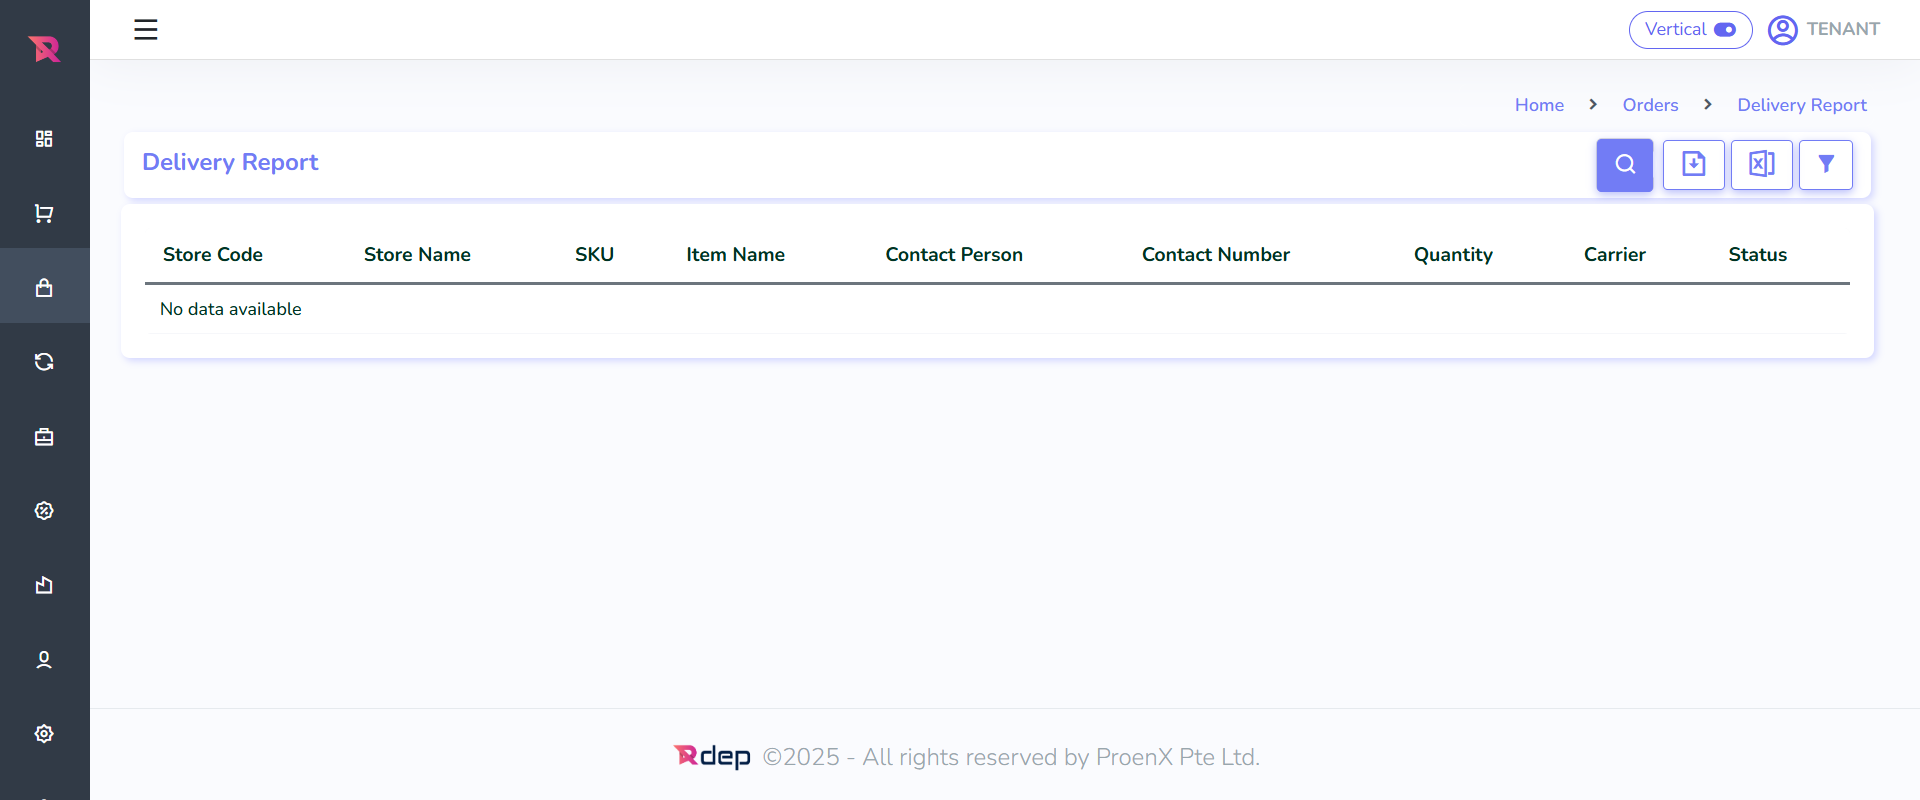 Vertical TENANT
Home > Orders > Delivery Report
Delivery Report
Store Code Store Name SKU Item Name Contact Person Contact Number Quantity Carrier Status
No data available
Rdep ©2025 - All rights reserved by ProenX Pte Ltd.